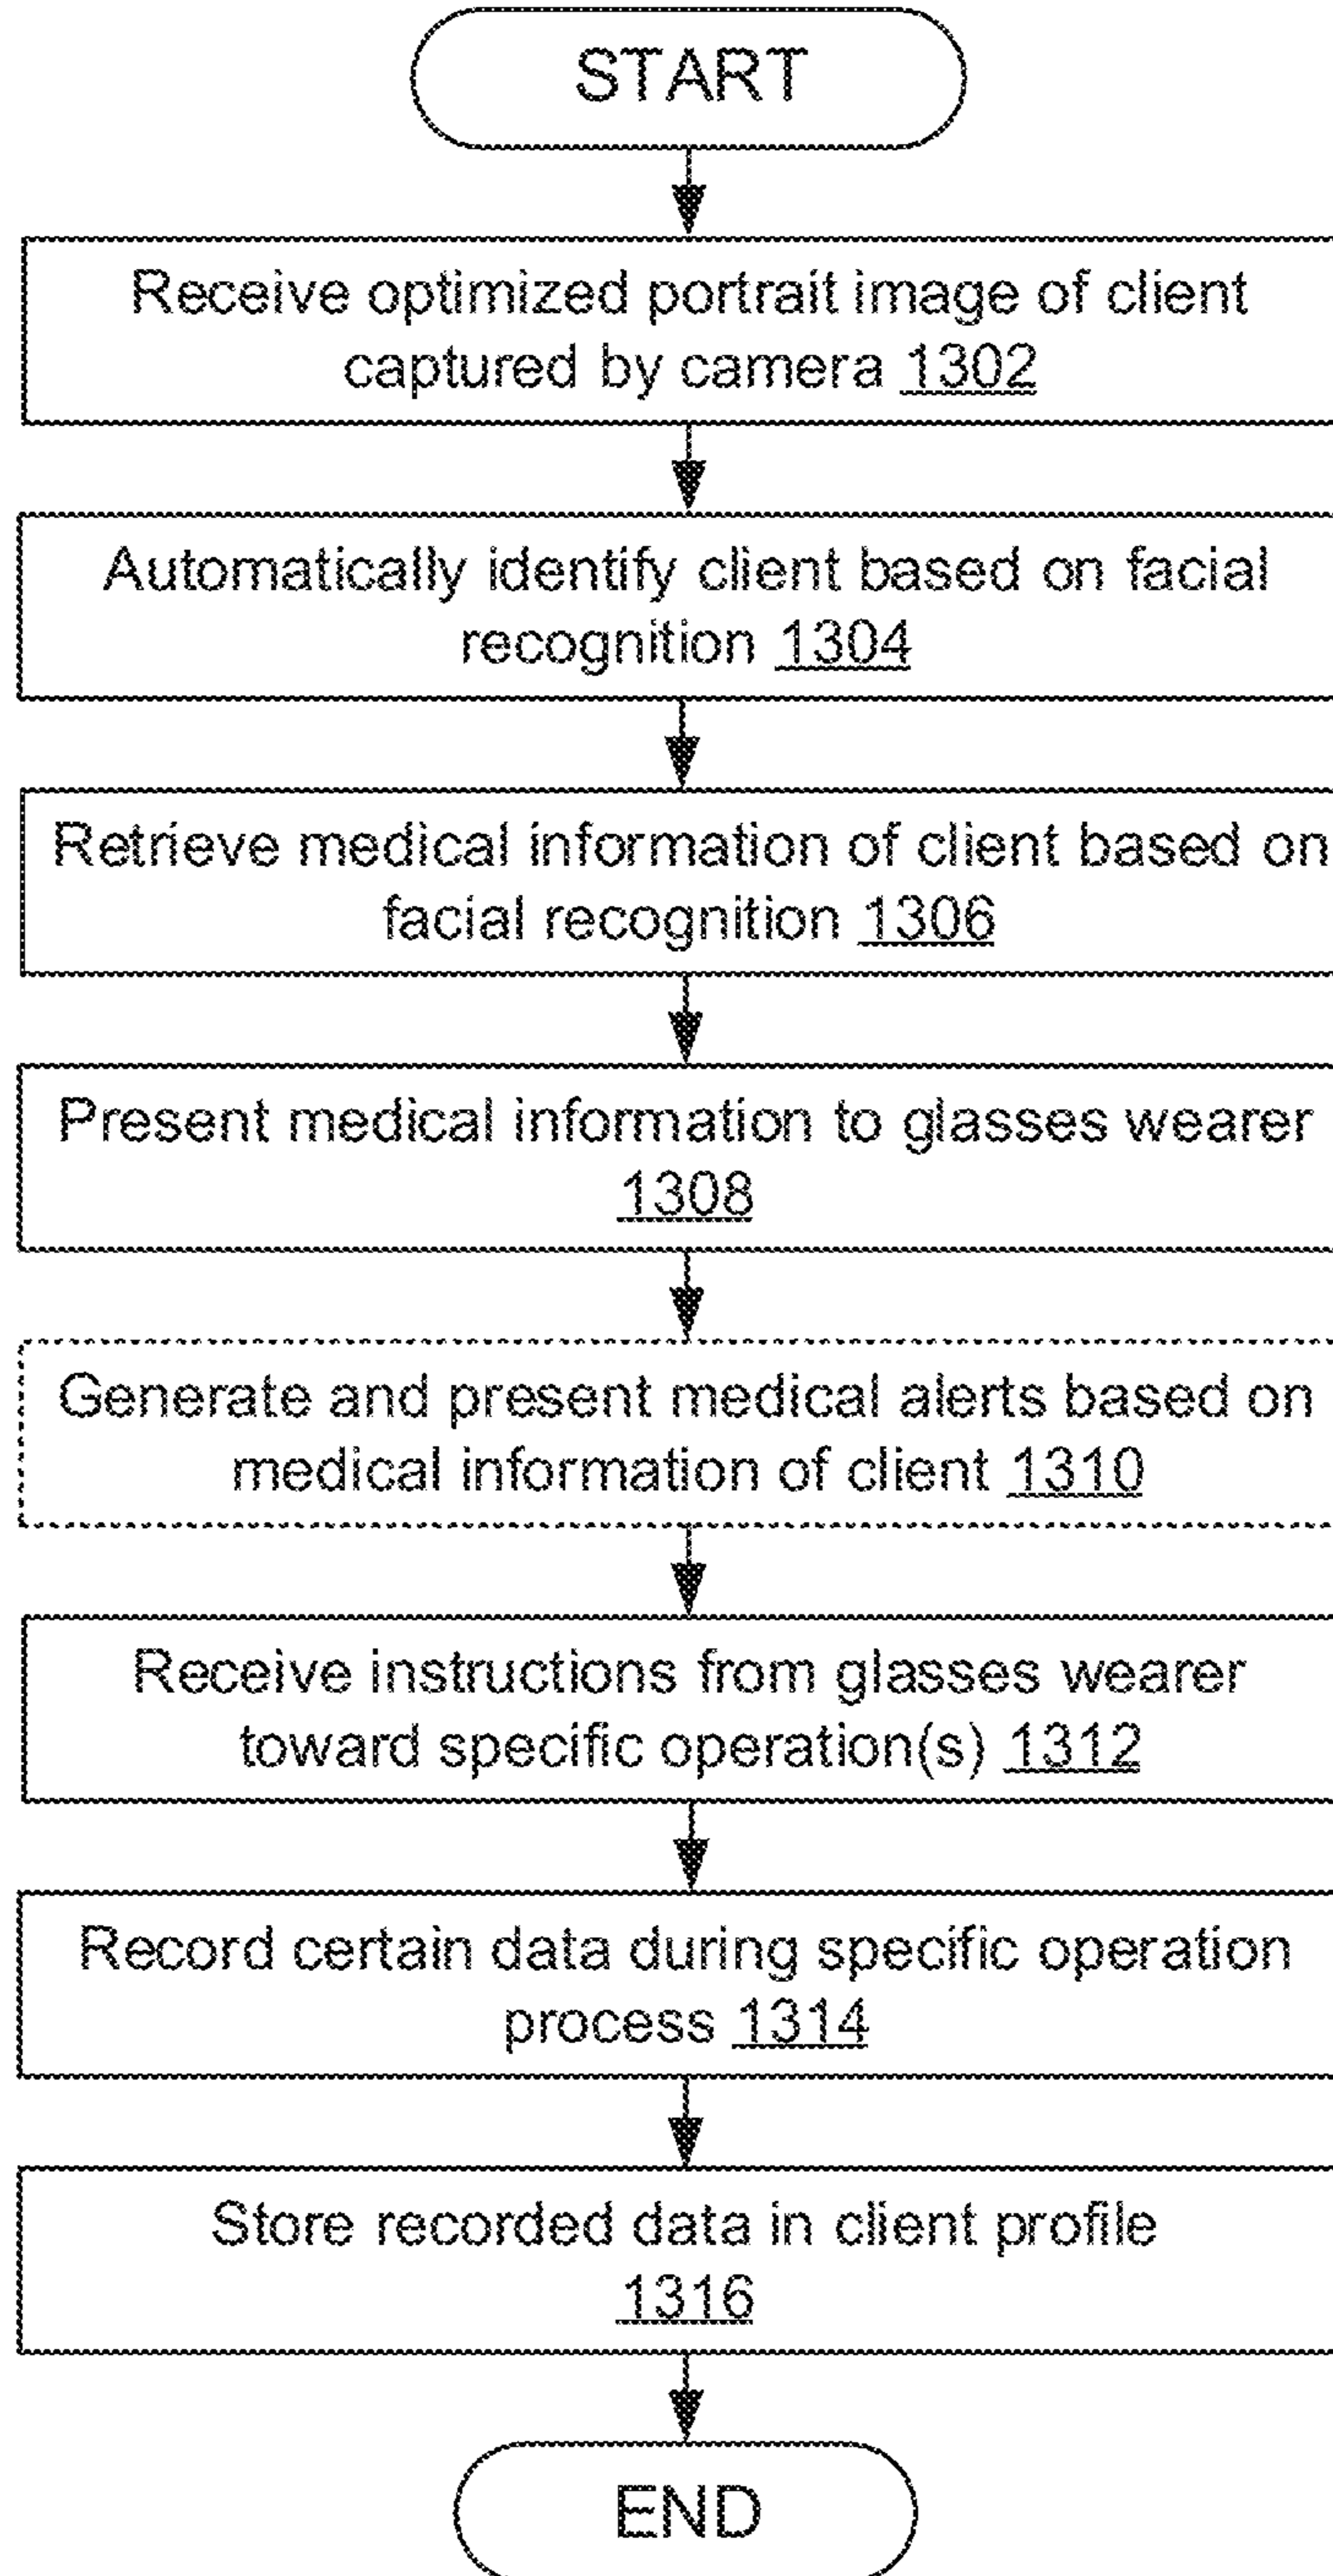 START
Receive optimized portrait image of client
captured by camera 1302
Automatically identify client based on facial
recognition 1304
Retrieve medical information of client based on
facial recognition 1306
Present medical information to glasses wearer
1308
Generate and present medical alerts based on
medical information of client 1310
Receive instructions from glasses wearer
toward specific operation(s) 1312
Record certain data during specific operation
process 1314
Store recorded data in client profile
1316
END